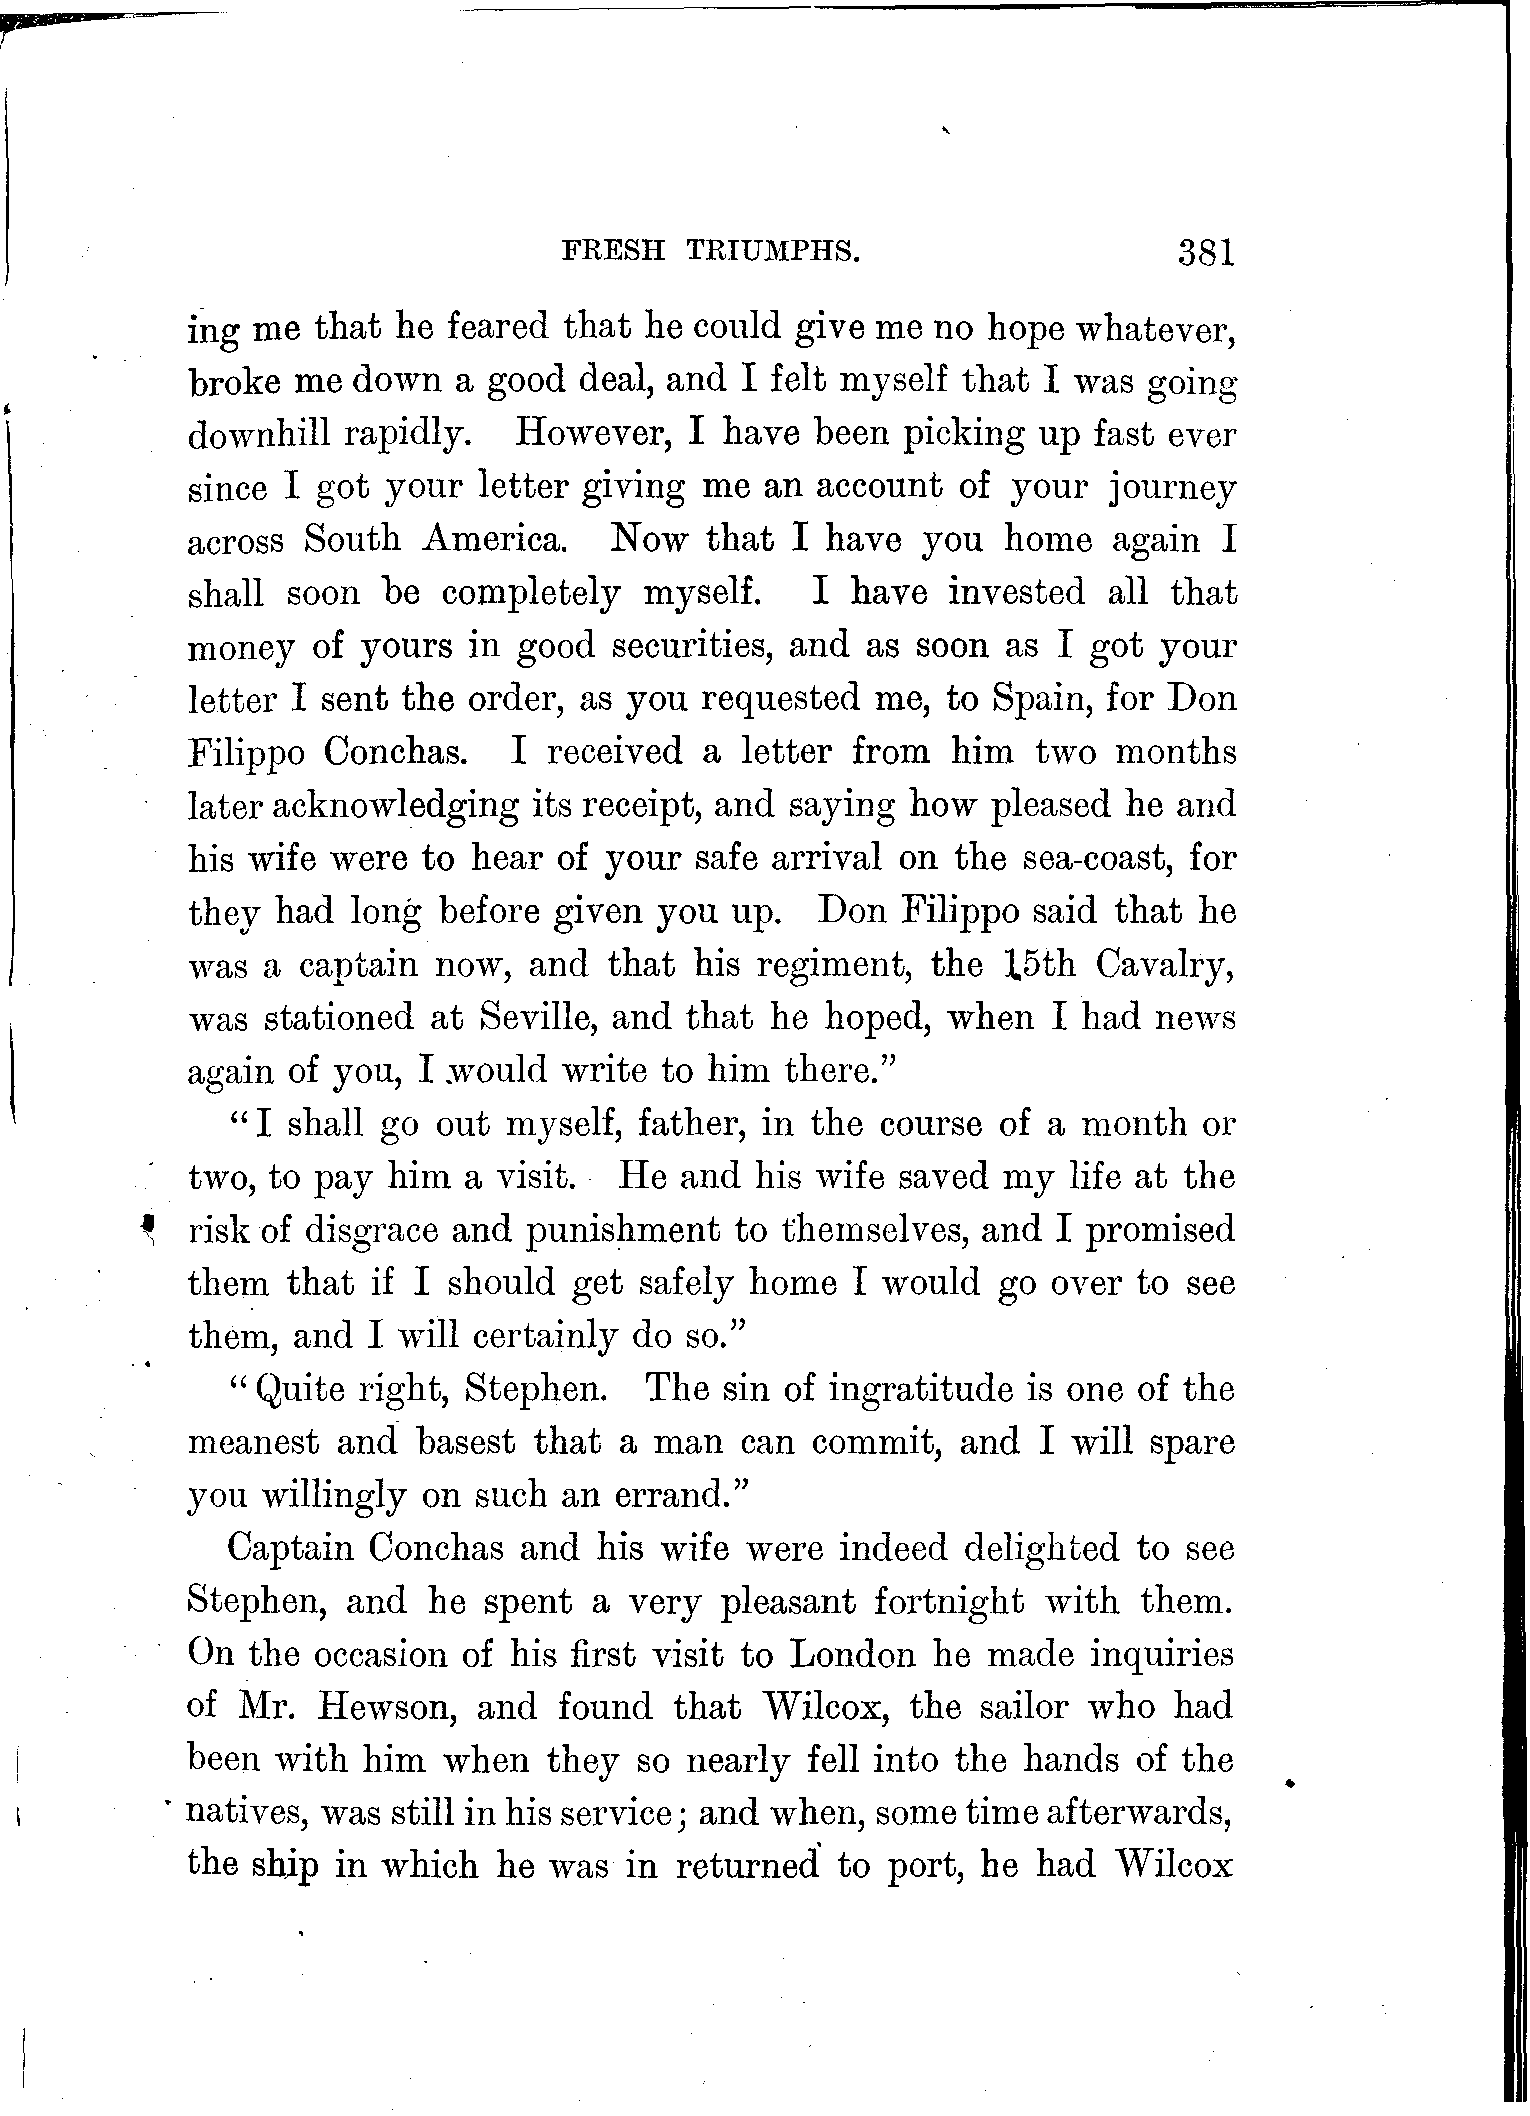 FRESH TRIUMPHS. 381
ing me that he feared that he could give me no hope whatever,
broke me down a good deal, and I felt myself that I was going
downhill rapidly. However, I have been picking up fast ever
since I got your letter giving me an account of your journey
across South America. Now that I have you home again I
shall soon be completely myself. I have invested all that
money of yours in good securities, and as soon as I got your
letter I sent the order, as you requested me, to Spain, for Don
Filippo Conchas. I received a letter from him two months
later acknowledging its receipt, and saying how pleased he and
his wife were to hear of your safe arrival on the sea-coast, for
they had long before given you up. Don Filippo said that he
was a captain now, and that his regiment, the 15th Cavalry,
was stationed at Seville, and that he hoped, when I had news
again of you, I would write to him there."
"I shall go out myself, father, in the course of a month or
two, to pay him a visit. He and his wife saved my life at the
risk of disgrace and punishment to themselves, and I promised
them that if I should get safely home I would go over to see
them, and I will certainly do so."
"Quite right, Stephen. The sin of ingratitude is one of the
meanest and basest that a man can commit, and I will spare
you willingly on such an errand."
Captain Conchas and his wife were indeed delighted to see
Stephen, and he spent a very pleasant fortnight with them.
On the occasion of his first visit to London he made inquiries
of Mr. Hewson, and found that Wilcox, the sailor who had
been with him when they so nearly fell into the hands of the
natives, was still in his service; and when, some time afterwards,
the ship in which he was in returned to port, he had Wilcox